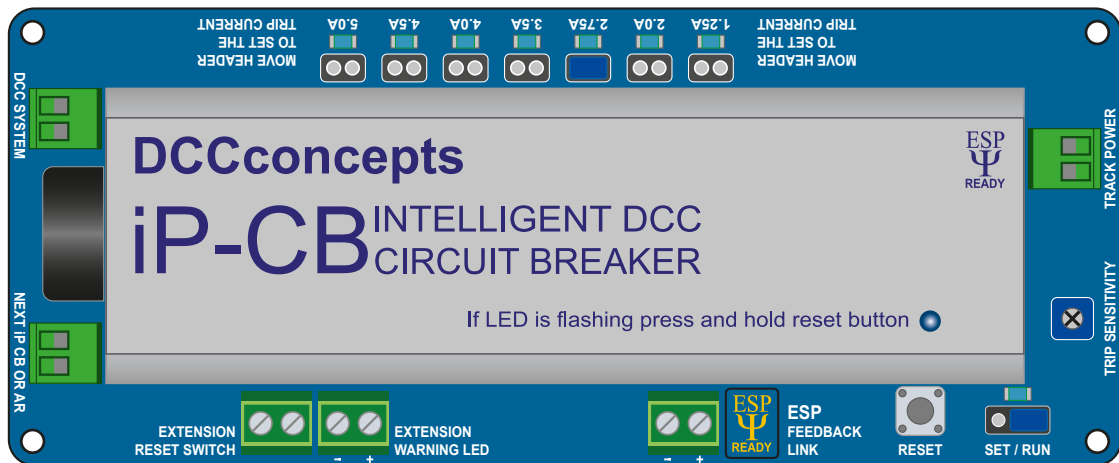 TRIP CURRENT
TO SET THE
MOVE HEADER
5.0A
4.5A
4.0A
3.5A
2.75A
2.0A
1.25A
TRIP CURRENT
TO SET THE
MOVE HEADER
DCC SYSTEM
NEXT iP CB OR AR
DCCconcepts
iP-CB
INTELLIGENT DCC
CIRCUIT BREAKER
If LED is flashing press and hold reset button
ESP
Ψ
READY
TRACK POWER
TRIP SENSITIVITY
EXTENSION
RESET SWITCH
- +
EXTENSION
WARNING LED
- +
ESP
Ψ
READY
ESP
FEEDBACK
LINK
RESET
SET / RUN